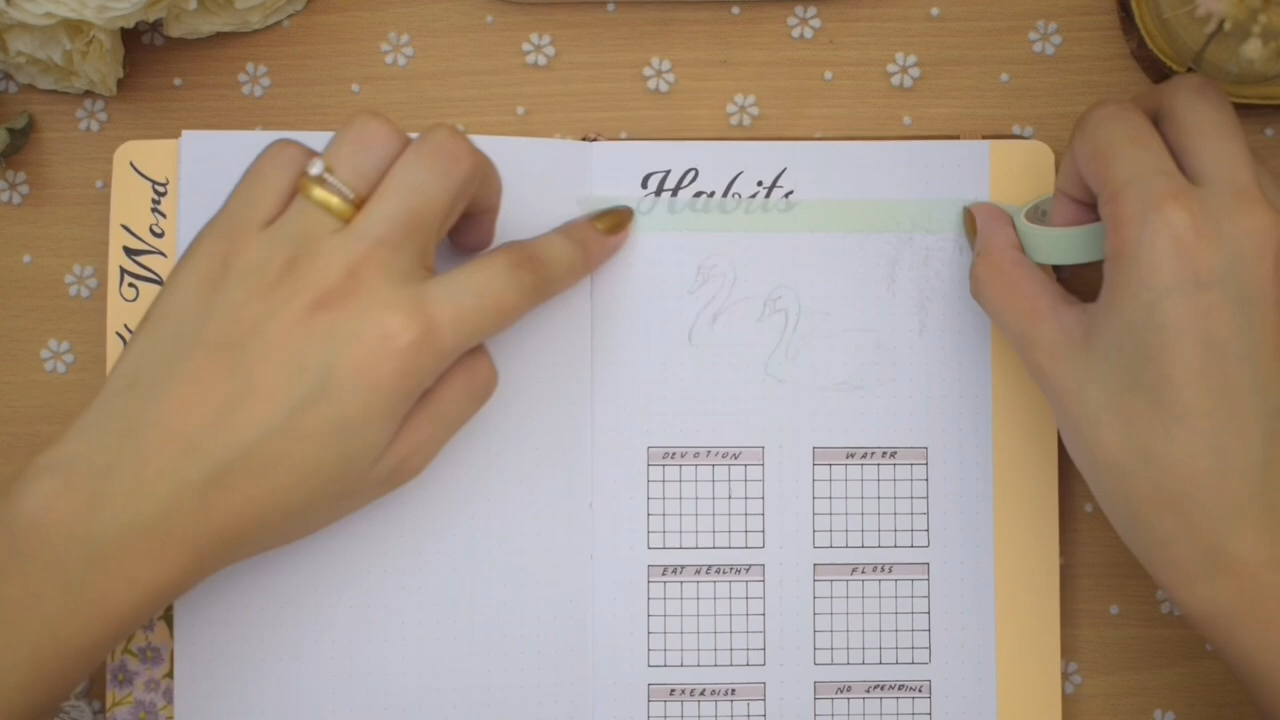 Word
Habits
DEVOTION
WATER
EAT HEALTHY
FLOSS
EXERCISE
NO SPENDING